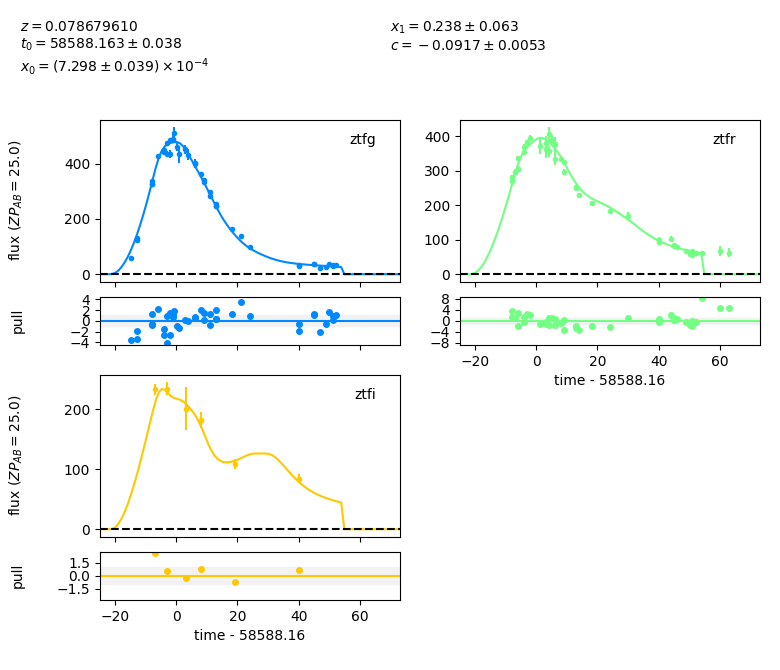 z = 0.078679610
t₀ = 58588.163 ± 0.038
x₀ = (7.298 ± 0.039) × 10⁻⁴
x₁ = 0.238 ± 0.063
c = −0.0917 ± 0.0053
flux (ZP_AB = 25.0)
ztfg
400
200
0
ztfr
400
300
200
100
0
pull
4
2
0
−2
−4
8
4
0
−4
−8
−20 0 20 40 60
time - 58588.16
flux (ZP_AB = 25.0)
ztfi
200
100
0
pull
1.5
0.0
−1.5
−20 0 20 40 60
time - 58588.16